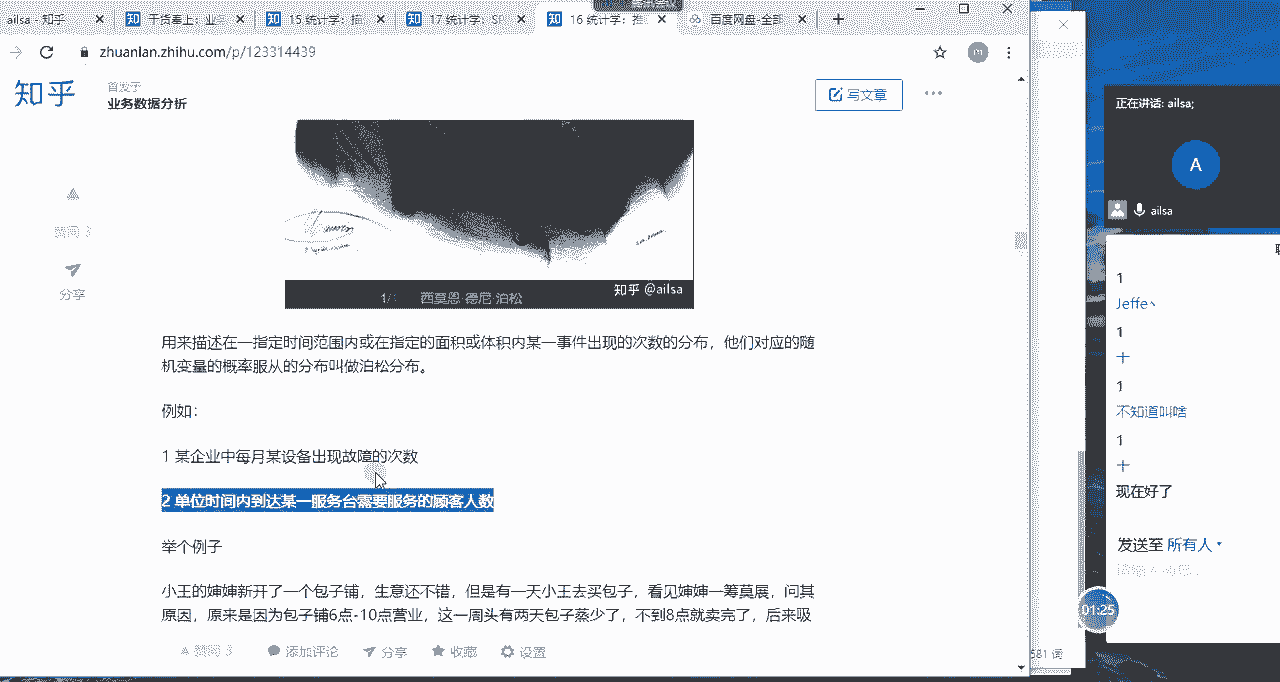 ailsa - 知乎
干货奉上: 业
15 统计学: 描
17 统计学: SP
16 统计学: 推
百度网盘-全部
zhuanlan.zhihu.com/p/123314439
m
知乎
首发于
业务数据分析
写文章
知乎 @ailsa
1/1 西莫恩·德尼·泊松
赞同 3
分享
用来描述在一指定时间范围内或在指定的面积或体积内某一事件出现的次数的分布，他们对应的随
机变量的概率服从的分布叫做泊松分布。
例如：
1 某企业中每月某设备出现故障的次数
2 单位时间内到达某一服务台需要服务的顾客人数
举个例子
小王的婶婶新开了一个包子铺，生意还不错，但是有一天小王去买包子，看见婶婶一筹莫展，问其
原因，原来是因为包子铺6点-10点营业，这一周头有两天包子蒸少了，不到8点就卖完了，后来吸
赞同 3 添加评论 分享 收藏 设置
正在讲话: ailsa;
A
ailsa
1
Jeffe、
1
十
1
不知道叫啥
1
十
现在好了
发送至 所有人
01:25
581 词